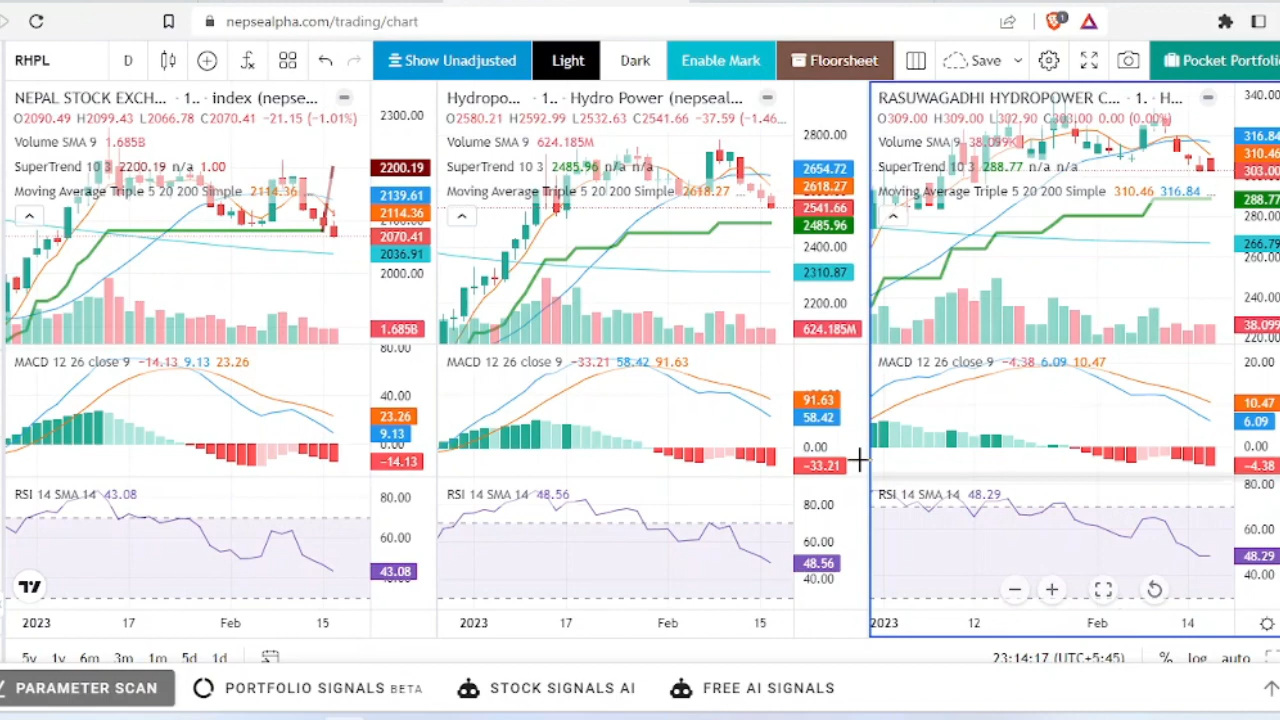 nepsealpha.com/trading/chart
RHPL D Show Unadjusted Light Dark Enable Mark Floorsheet Save Pocket Portfoli
NEPAL STOCK EXCH... · 1.. · index (nepse...
O2090.49 H2099.43 L2066.78 C2070.41 -21.15 (-1.01%)
Volume SMA 9 1.685B
SuperTrend 10 3 2200.19 n/a 1.00
Moving Average Triple 5 20 200 Simple 2114.36
2300.00
2200.19
2139.61
2114.36
2070.41
2036.91
2000.00
1.685B
MACD 12 26 close 9 -14.13 9.13 23.26
80.00
40.00
23.26
9.13
0.00
-14.13
RSI 14 SMA 14 43.08
80.00
60.00
43.08
2023 17 Feb 15
Hydropo... · 1.. · Hydro Power (nepseal...
O2580.21 H2592.99 L2532.63 C2541.66 -37.59 (-1.46...
Volume SMA 9 624.185M
SuperTrend 10 3 2485.96 n/a n/a
Moving Average Triple 5 20 200 Simple 2618.27 ...
2800.00
2654.72
2618.27
2541.66
2485.96
2400.00
2310.87
2200.00
624.185M
MACD 12 26 close 9 -33.21 58.42 91.63
91.63
58.42
0.00
-33.21
RSI 14 SMA 14 48.56
80.00
60.00
48.56
40.00
2023 17 Feb 15
RASUWAGADHI HYDROPOWER C... · 1. · H...
O309.00 H309.00 L302.90 C303.00 0.00 (0.00%)
Volume SMA 9 38.099K
SuperTrend 10 3 288.77 n/a n/a
Moving Average Triple 5 20 200 Simple 310.46 316.84
340.00
316.84
310.46
303.00
288.77
280.00
266.79
260.00
240.00
38.099
220.00
MACD 12 26 close 9 -4.38 6.09 10.47
20.00
10.47
6.09
0.00
-4.38
RSI 14 SMA 14 48.29
80.00
60.00
48.29
40.00
2023 12 Feb 14
5y 1y 6m 3m 1m 5d 1d 23:14:17 (UTC+5:45) % log auto
PARAMETER SCAN PORTFOLIO SIGNALS BETA STOCK SIGNALS AI FREE AI SIGNALS